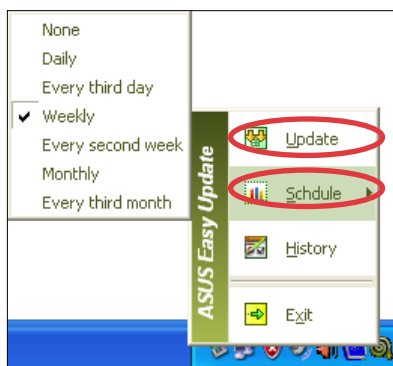 None
Daily
Every third day
Weekly
Every second week
Monthly
Every third month
ASUS Easy Update
Update
Schdule
History
Exit